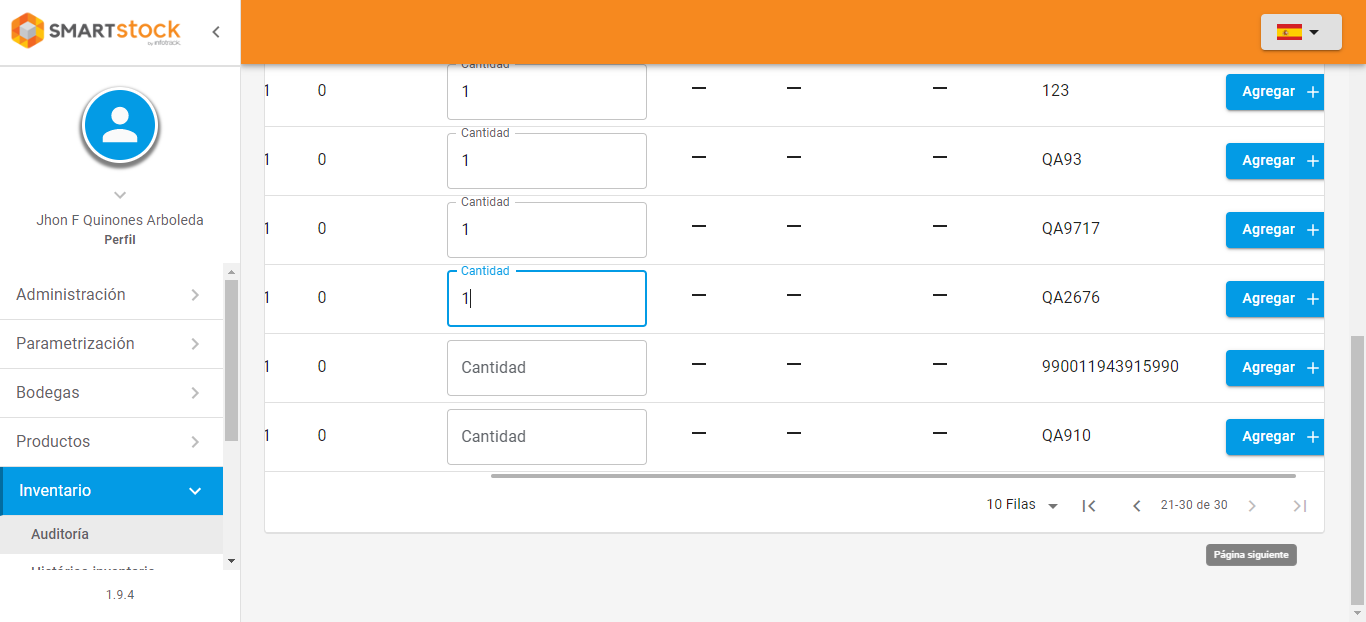 SMARTstock
by infotrack.
Jhon F Quinones Arboleda
Perfil
Administración
Parametrización
Bodegas
Productos
Inventario
Auditoría
Histórico inventario
1.9.4
Cantidad
1 0 1 — — — 123 Agregar +
Cantidad
1 0 1 — — — QA93 Agregar +
Cantidad
1 0 1 — — — QA9717 Agregar +
Cantidad
1 0 1 — — — QA2676 Agregar +
1 0 Cantidad — — — 990011943915990 Agregar +
1 0 Cantidad — — — QA910 Agregar +
10 Filas 21-30 de 30
Página siguiente